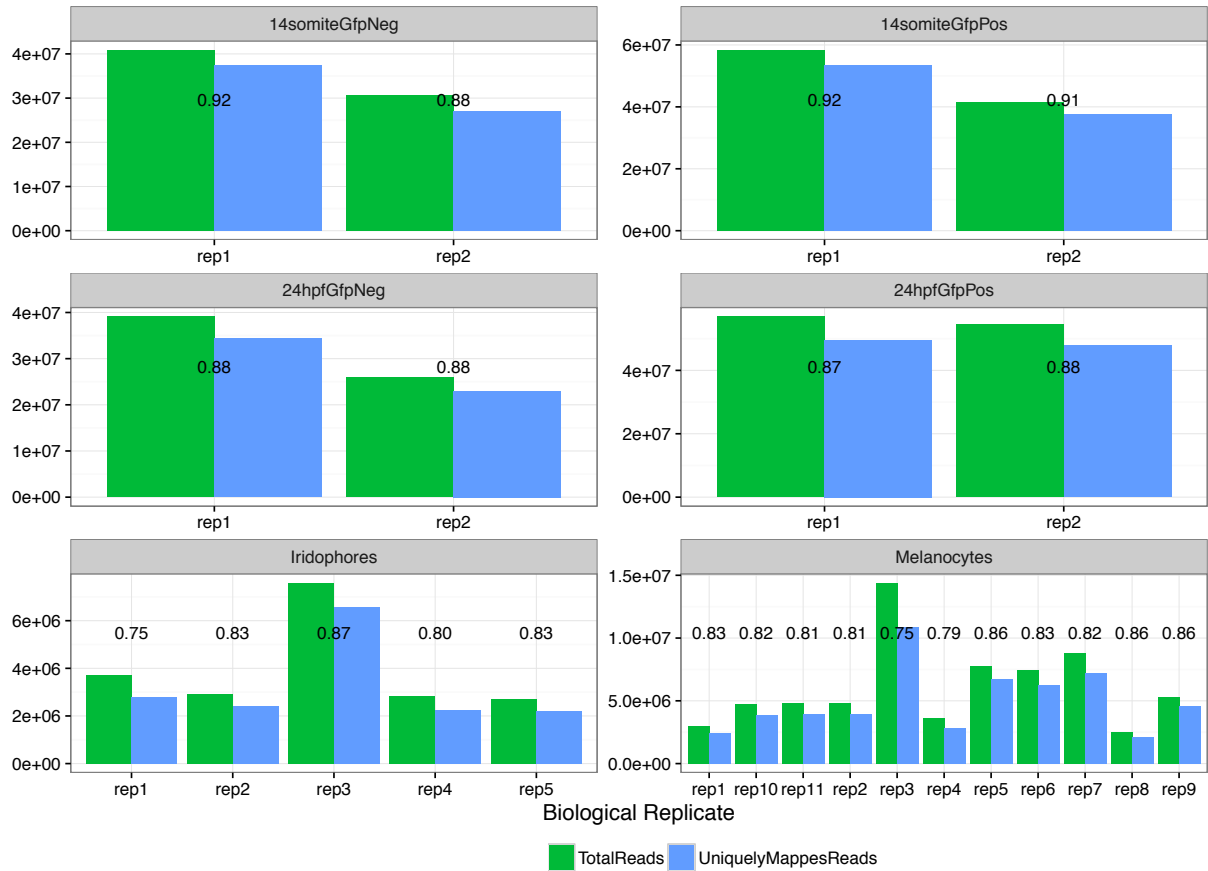 14somiteGfpNeg 14somiteGfpPos
4e+07
3e+07
2e+07
1e+07
0e+00
0.92 0.88
rep1 rep2
6e+07
4e+07
2e+07
0e+00
0.92 0.91
rep1 rep2
24hpfGfpNeg 24hpfGfpPos
4e+07
3e+07
2e+07
1e+07
0e+00
0.88 0.88
rep1 rep2
4e+07
2e+07
0e+00
0.87 0.88
rep1 rep2
Iridophores Melanocytes
6e+06
4e+06
2e+06
0e+00
0.75 0.83 0.87 0.80 0.83
rep1 rep2 rep3 rep4 rep5
1.5e+07
1.0e+07
5.0e+06
0.0e+00
0.83 0.82 0.81 0.81 0.75 0.79 0.86 0.83 0.82 0.86 0.86
rep1 rep10 rep11 rep2 rep3 rep4 rep5 rep6 rep7 rep8 rep9
Biological Replicate
TotalReads UniquelyMappesReads